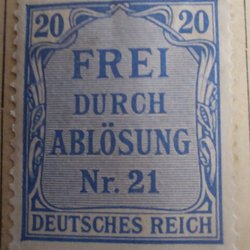 20 20
FREI
DURCH
ABLÖSUNG
Nr. 21
DEUTSCHES REICH